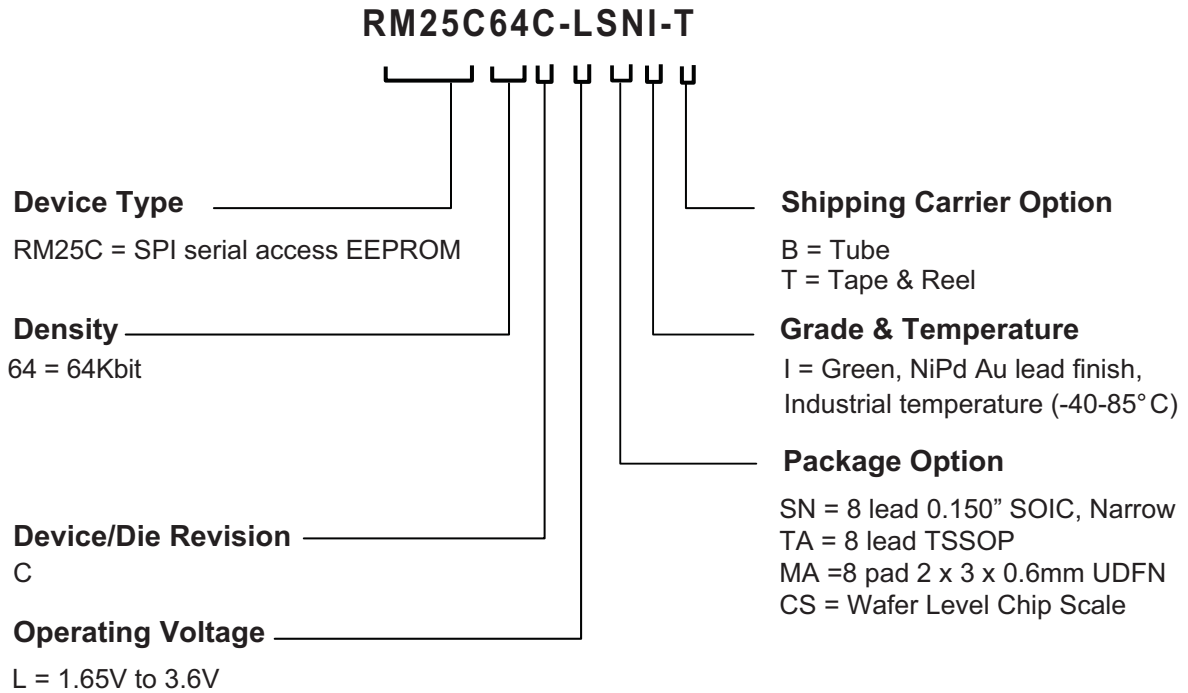 RM25C64C-LSNI-T
Device Type
RM25C = SPI serial access EEPROM
Density
64 = 64Kbit
Device/Die Revision
C
Operating Voltage
L = 1.65V to 3.6V
Shipping Carrier Option
B = Tube
T = Tape & Reel
Grade & Temperature
I = Green, NiPd Au lead finish,
Industrial temperature (-40-85°C)
Package Option
SN = 8 lead 0.150” SOIC, Narrow
TA = 8 lead TSSOP
MA =8 pad 2 x 3 x 0.6mm UDFN
CS = Wafer Level Chip Scale